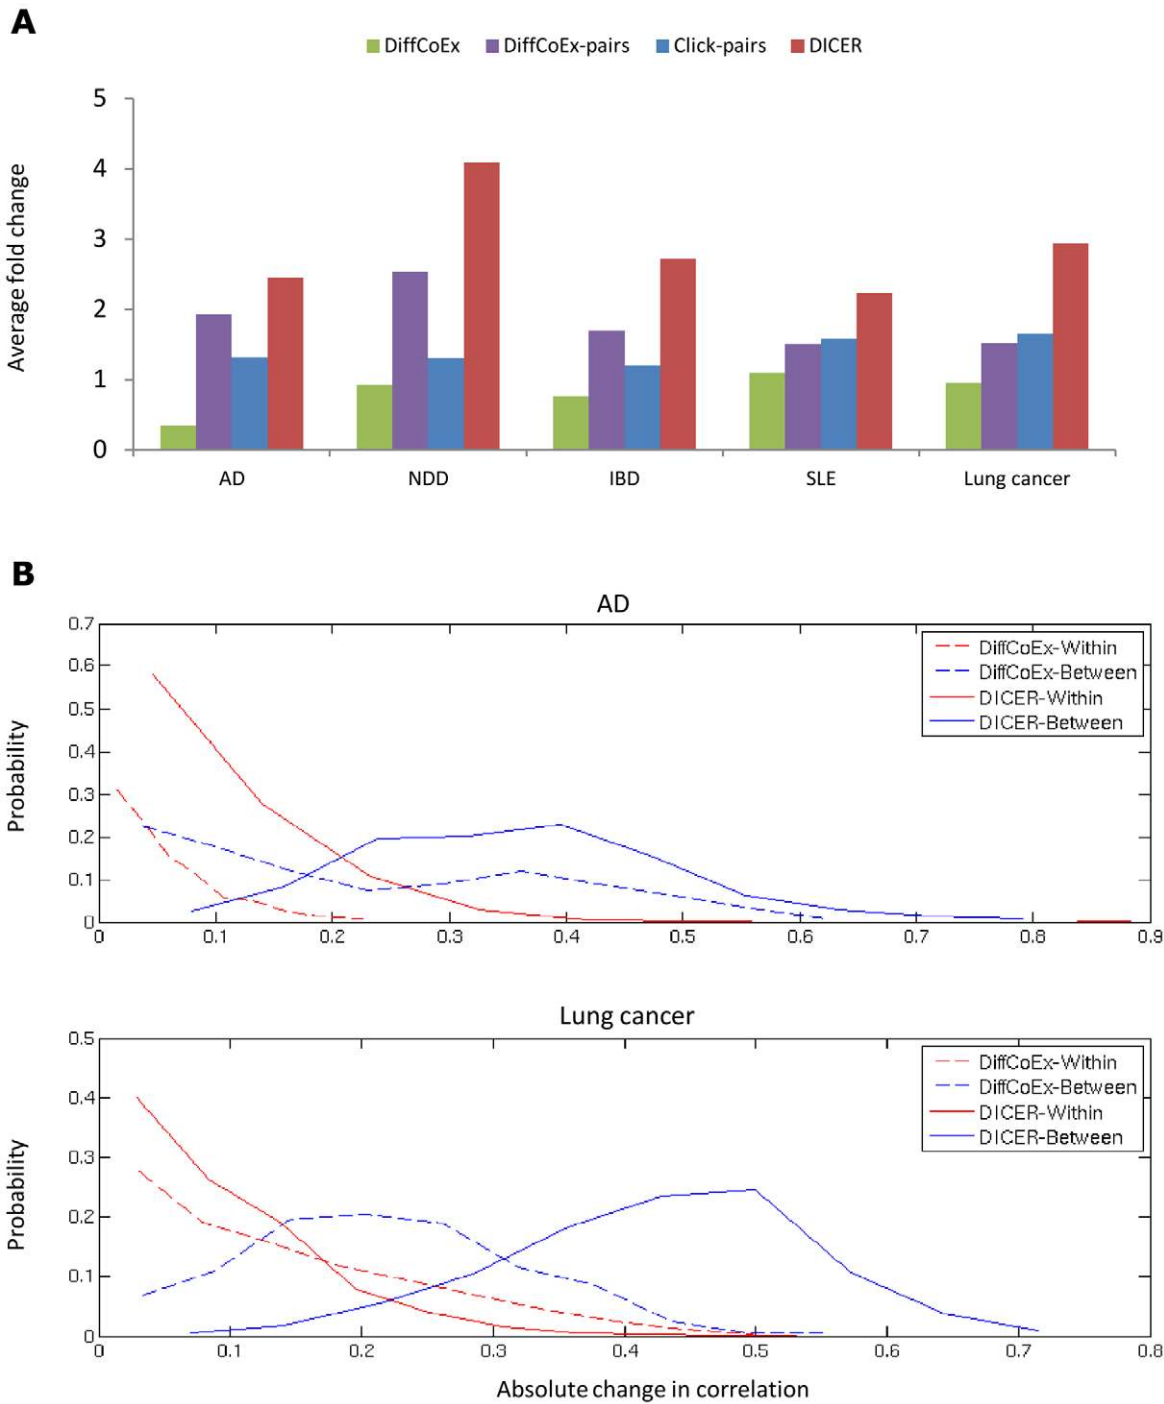 A
DiffCoEx DiffCoEx-pairs Click-pairs DICER
Average fold change
5
4
3
2
1
0
AD NDD IBD SLE Lung cancer
B
AD
Probability
0.7
0.6
0.5
0.4
0.3
0.2
0.1
0
DiffCoEx-Within
DiffCoEx-Between
DICER-Within
DICER-Between
0 0.1 0.2 0.3 0.4 0.5 0.6 0.7 0.8 0.9
Lung cancer
Probability
0.5
0.4
0.3
0.2
0.1
0
DiffCoEx-Within
DiffCoEx-Between
DICER-Within
DICER-Between
0 0.1 0.2 0.3 0.4 0.5 0.6 0.7 0.8
Absolute change in correlation